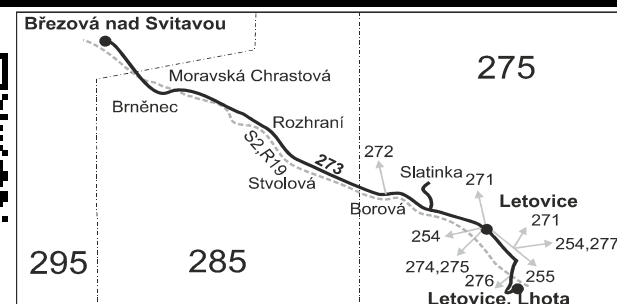 Březová nad Svitavou
275
Moravská Chrastová
Brněnec
Rozhraní
S2,R19
273
272
Stvolová
Slatinka
271
Borová
Letovice
271
254
254,277
295
285
274,275
276
255
Letovice, Lhota